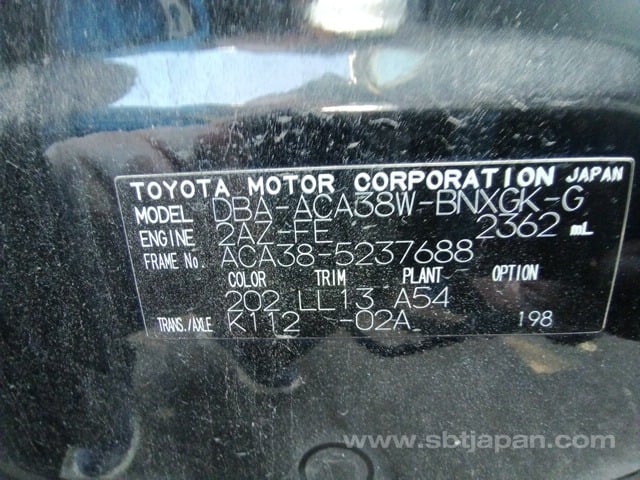 TOYOTA MOTOR CORPORATION JAPAN
MODEL DBA-ACA38W-BNXGK-G
ENGINE 2AZ-FE 2362 mL
FRAME No. ACA38-5237688
COLOR TRIM PLANT OPTION
202 LL13 A54
TRANS./AXLE K112 -02A 198
www.sbtjapan.com